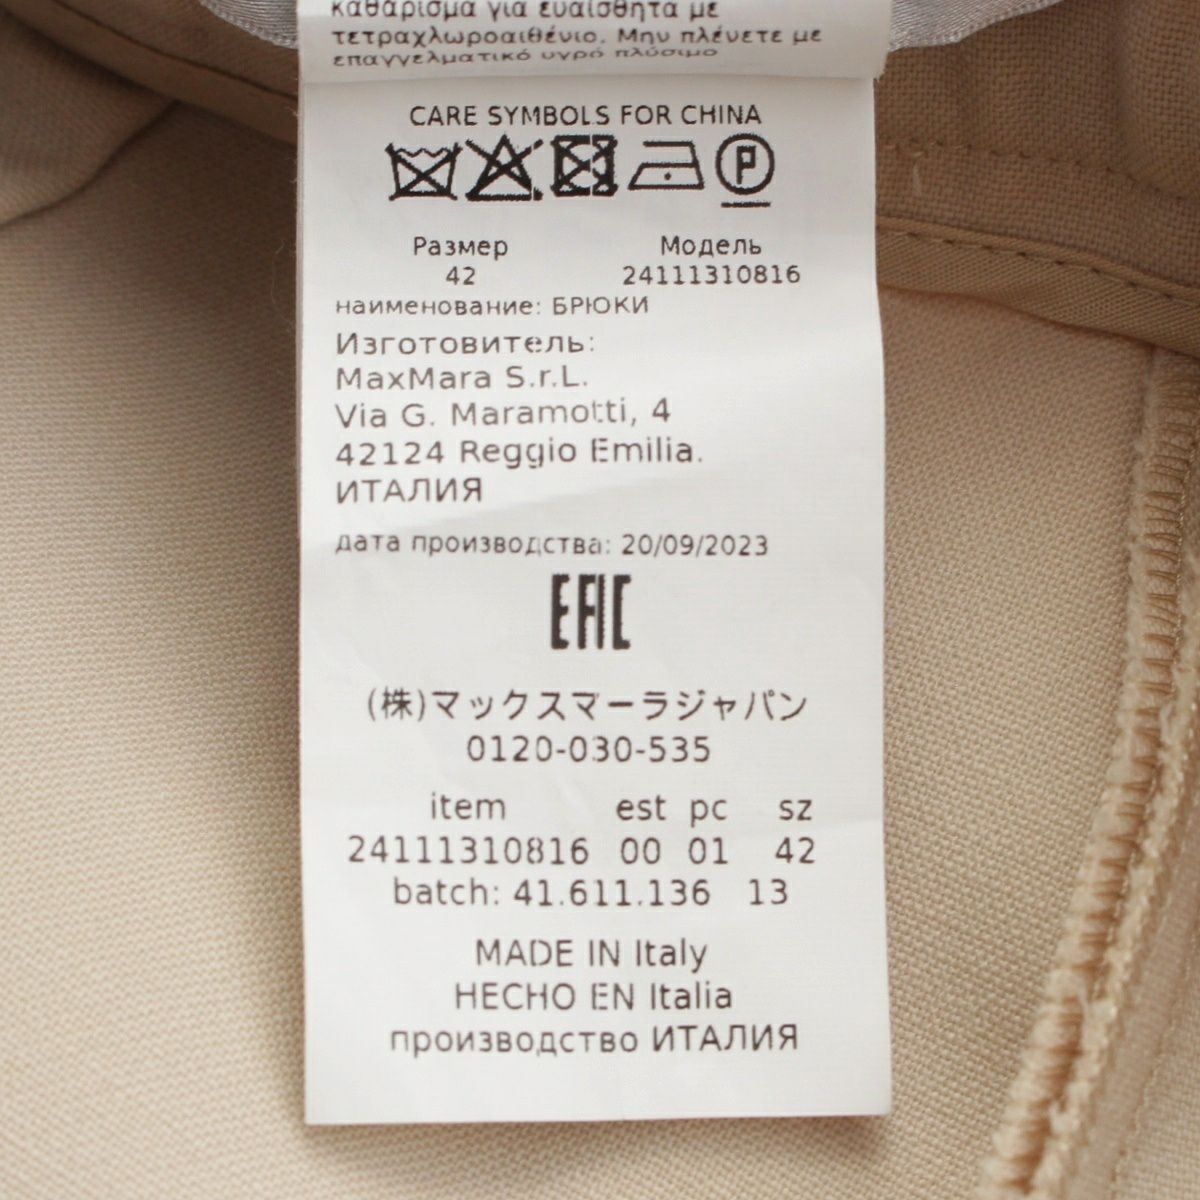 καθάρισμα για ευαίσθητα με
τετραχλωροαιθένιο. Μην πλένετε με
επαγγελματικό υγρό πλύσιμο
CARE SYMBOLS FOR CHINA
P
Размер Модель
42 24111310816
наименование: БРЮКИ
Изготовитель:
MaxMara S.r.L.
Via G. Maramotti, 4
42124 Reggio Emilia.
ИТАЛИЯ
дата производства: 20/09/2023
EAC
(株)マックスマーラジャパン
0120-030-535
item est pc sz
24111310816 00 01 42
batch: 41.611.136 13
MADE IN Italy
HECHO EN Italia
производство ИТАЛИЯ